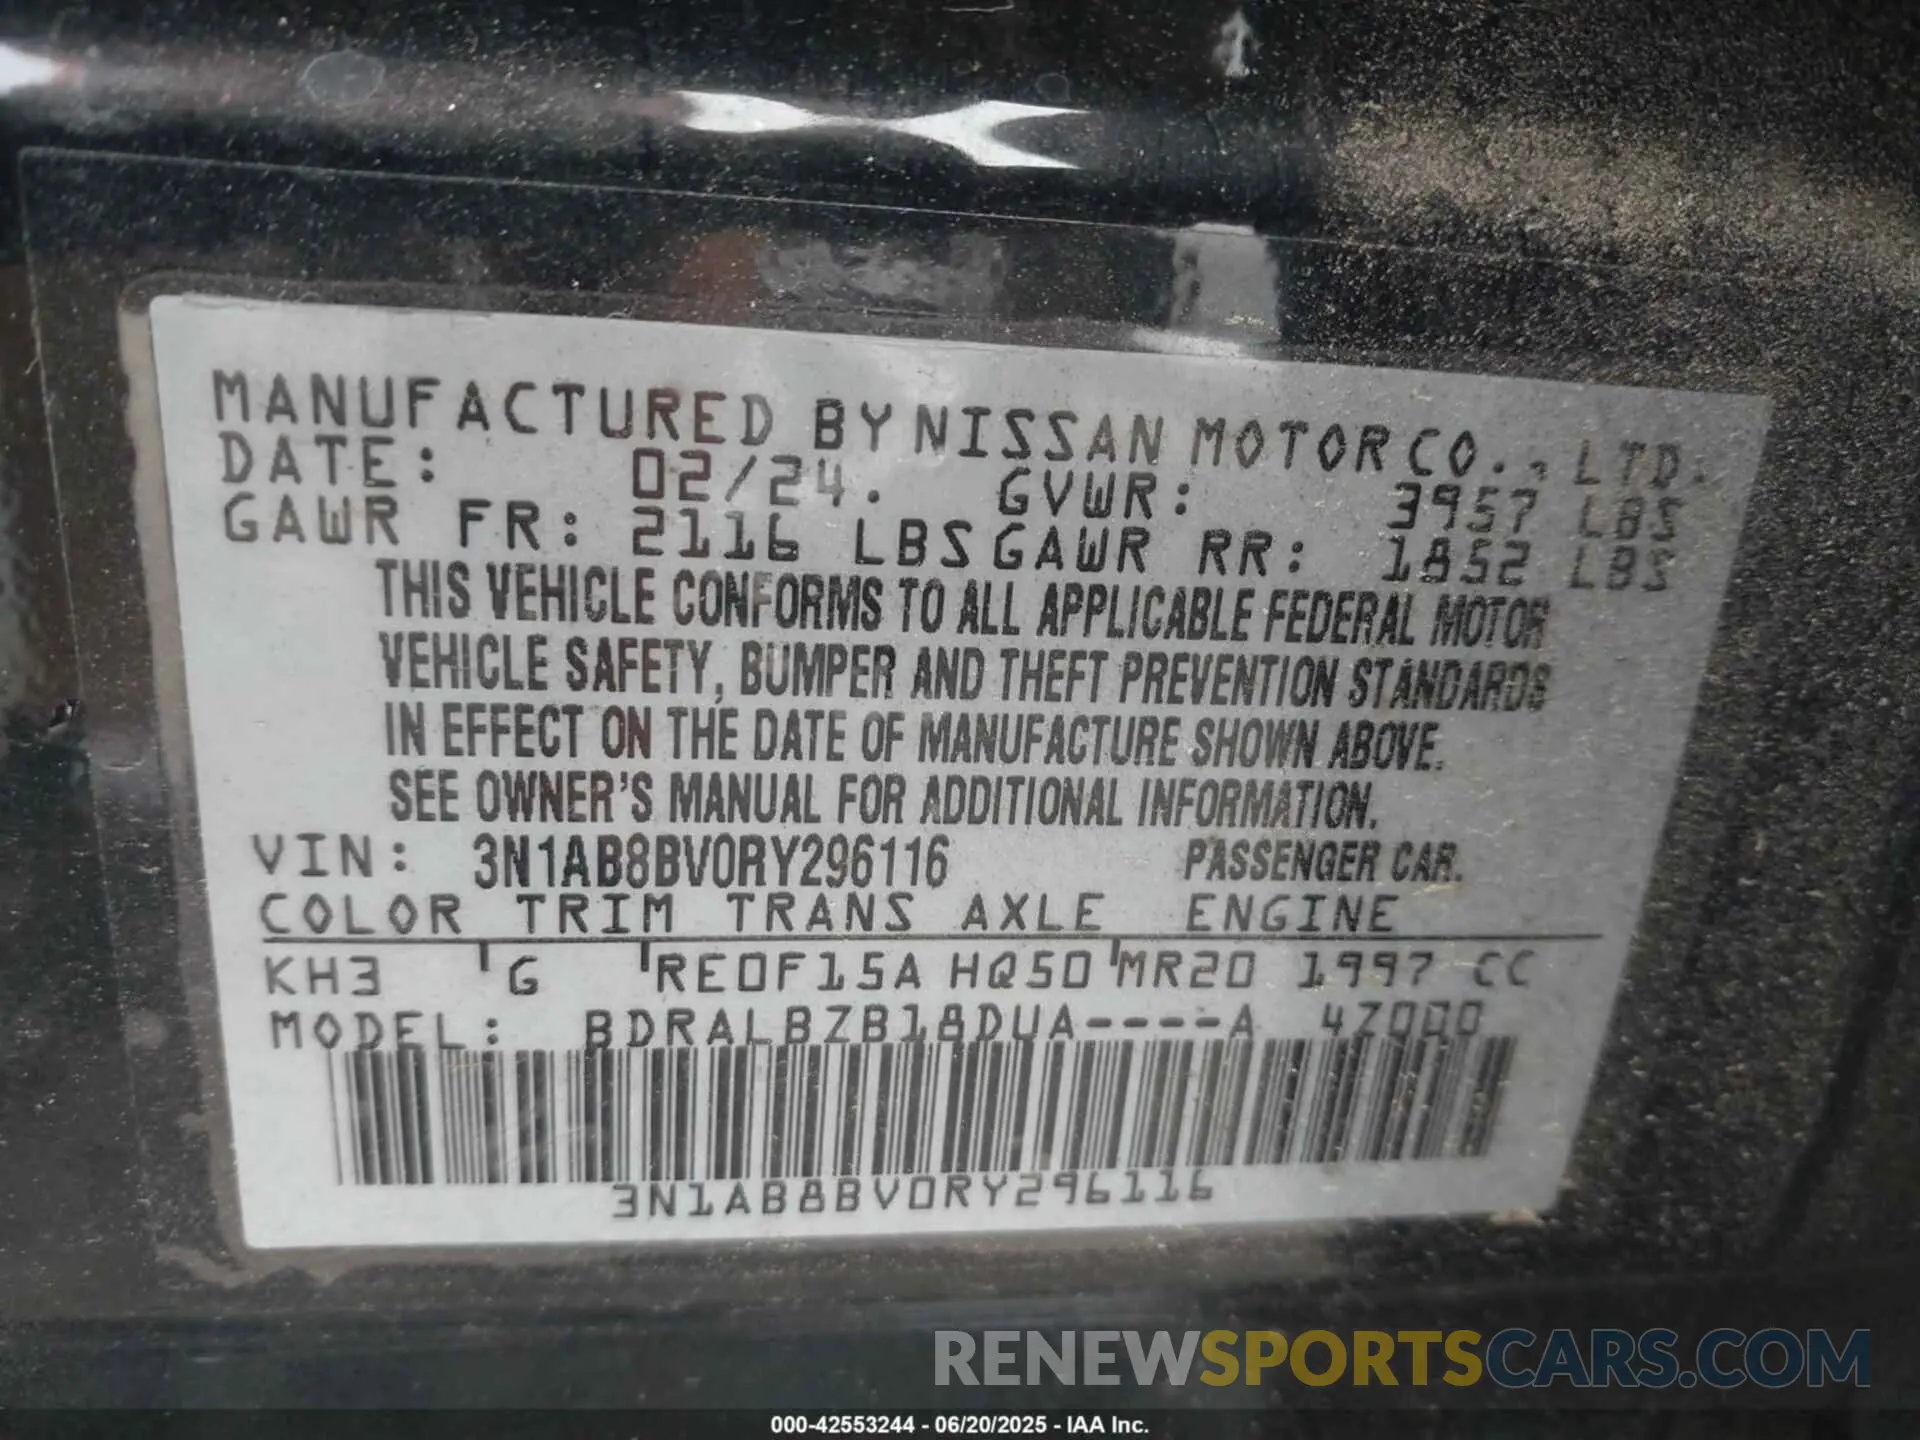 MANUFACTURED BY NISSAN MOTOR CO., LTD.
DATE: 02/24. GVWR: 3957 LBS
GAWR FR: 2116 LBS GAWR RR: 1852 LBS
THIS VEHICLE CONFORMS TO ALL APPLICABLE FEDERAL MOTOR
VEHICLE SAFETY, BUMPER AND THEFT PREVENTION STANDARDS
IN EFFECT ON THE DATE OF MANUFACTURE SHOWN ABOVE.
SEE OWNER'S MANUAL FOR ADDITIONAL INFORMATION.
VIN: 3N1AB8BV0RY296116 PASSENGER CAR.
COLOR TRIM TRANS AXLE ENGINE
KH3 G RE0F15A HQ50 MR20 1997 CC
MODEL: BDRALBZB18DUA----A 4Z000
3N1AB8BV0RY296116
RENEWSPORTSCARS.COM
000-42553244 - 06/20/2025 - IAA Inc.